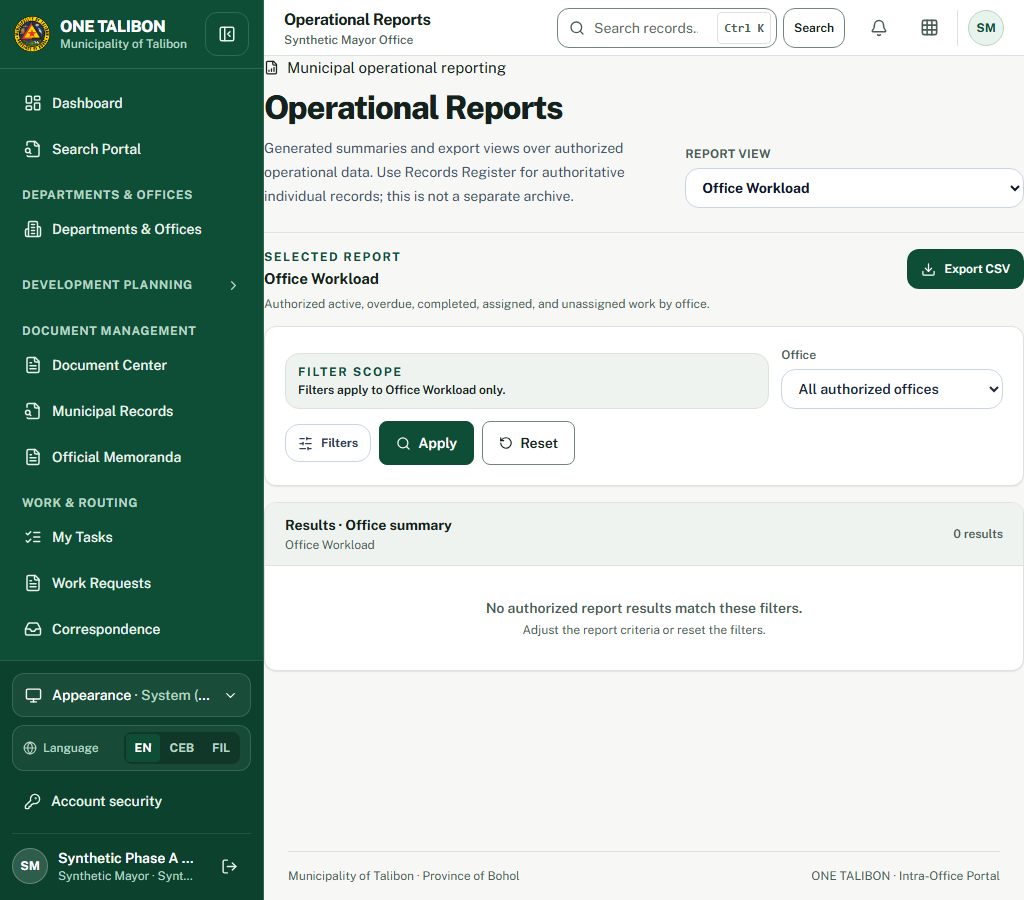 ONE TALIBON
Municipality of Talibon
Dashboard
Search Portal
DEPARTMENTS & OFFICES
Departments & Offices
DEVELOPMENT PLANNING
DOCUMENT MANAGEMENT
Document Center
Municipal Records
Official Memoranda
WORK & ROUTING
My Tasks
Work Requests
Correspondence
Appearance · System (...
Language EN CEB FIL
Account security
SM Synthetic Phase A ...
Synthetic Mayor · Synt...
Operational Reports
Synthetic Mayor Office
Search records.. Ctrl K Search SM
Municipal operational reporting
Operational Reports
Generated summaries and export views over authorized
operational data. Use Records Register for authoritative
individual records; this is not a separate archive.
REPORT VIEW
Office Workload
SELECTED REPORT
Office Workload
Authorized active, overdue, completed, assigned, and unassigned work by office.
Export CSV
FILTER SCOPE
Filters apply to Office Workload only.
Office
All authorized offices
Filters Apply Reset
Results · Office summary
Office Workload
0 results
No authorized report results match these filters.
Adjust the report criteria or reset the filters.
Municipality of Talibon · Province of Bohol
ONE TALIBON · Intra-Office Portal